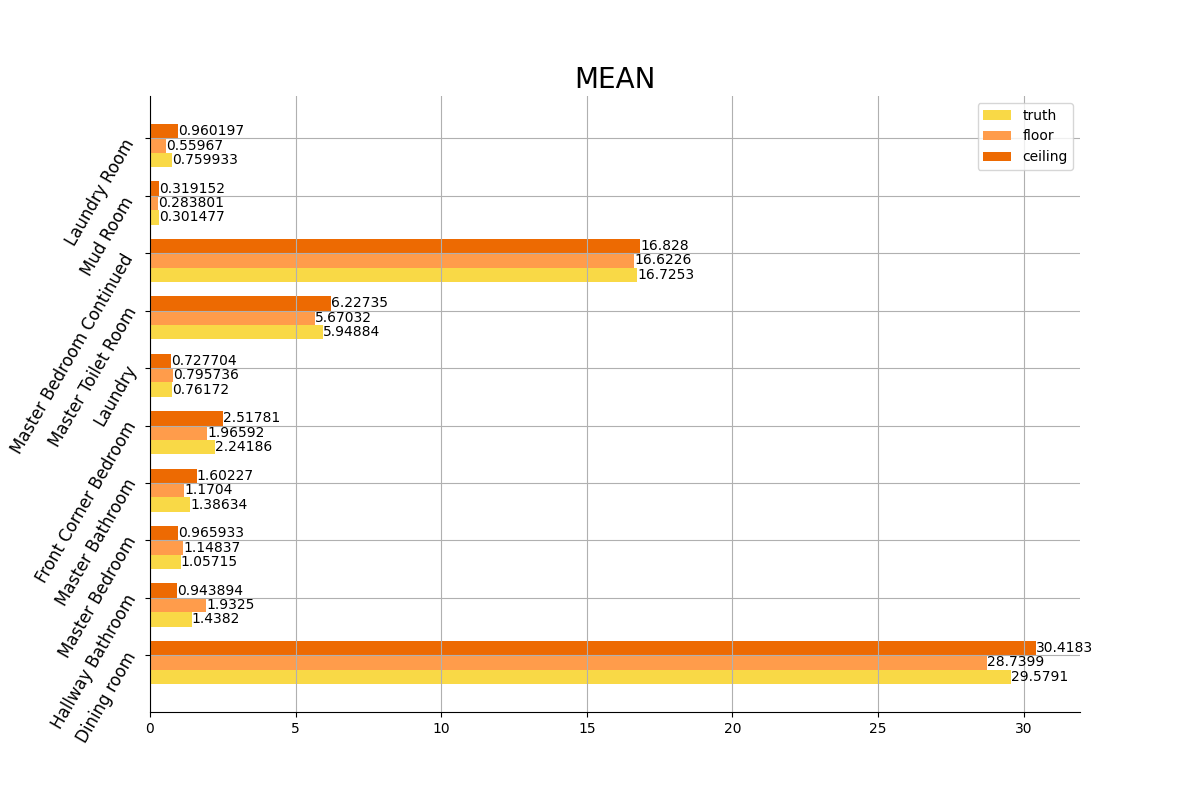 MEAN
truth
floor
ceiling
Laundry Room
0.960197
0.55967
0.759933
Mud Room
0.319152
0.283801
0.301477
Master Bedroom Continued
16.828
16.6226
16.7253
Master Toilet Room
6.22735
5.67032
5.94884
Laundry
0.727704
0.795736
0.76172
Front Corner Bedroom
2.51781
1.96592
2.24186
Master Bathroom
1.60227
1.1704
1.38634
Master Bedroom
0.965933
1.14837
1.05715
Hallway Bathroom
0.943894
1.9325
1.4382
Dining room
30.4183
28.7399
29.5791
0 5 10 15 20 25 30